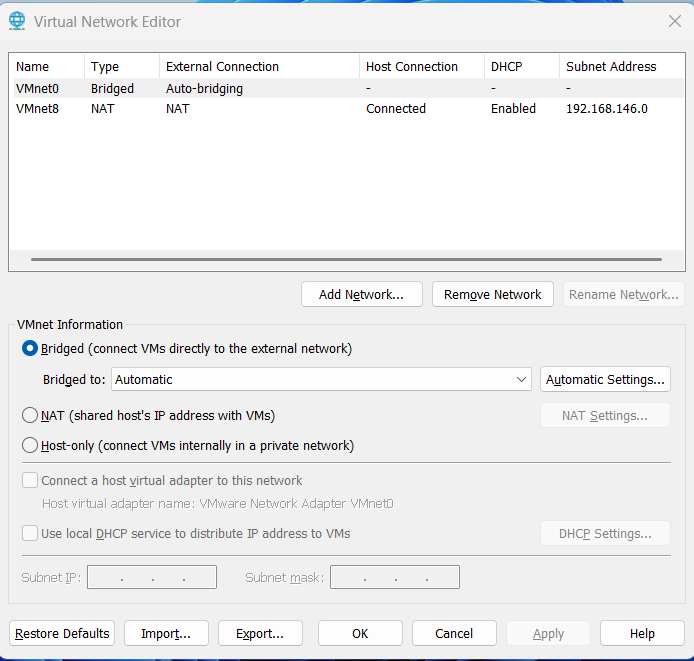 Virtual Network Editor
Name Type External Connection Host Connection DHCP Subnet Address
VMnet0 Bridged Auto-bridging - - -
VMnet8 NAT NAT Connected Enabled 192.168.146.0
Add Network... Remove Network Rename Network...
VMnet Information
Bridged (connect VMs directly to the external network)
Bridged to: Automatic Automatic Settings...
NAT (shared host's IP address with VMs) NAT Settings...
Host-only (connect VMs internally in a private network)
Connect a host virtual adapter to this network
Host virtual adapter name: VMware Network Adapter VMnet0
Use local DHCP service to distribute IP address to VMs DHCP Settings...
Subnet IP: . . . Subnet mask: . . .
Restore Defaults Import... Export... OK Cancel Apply Help